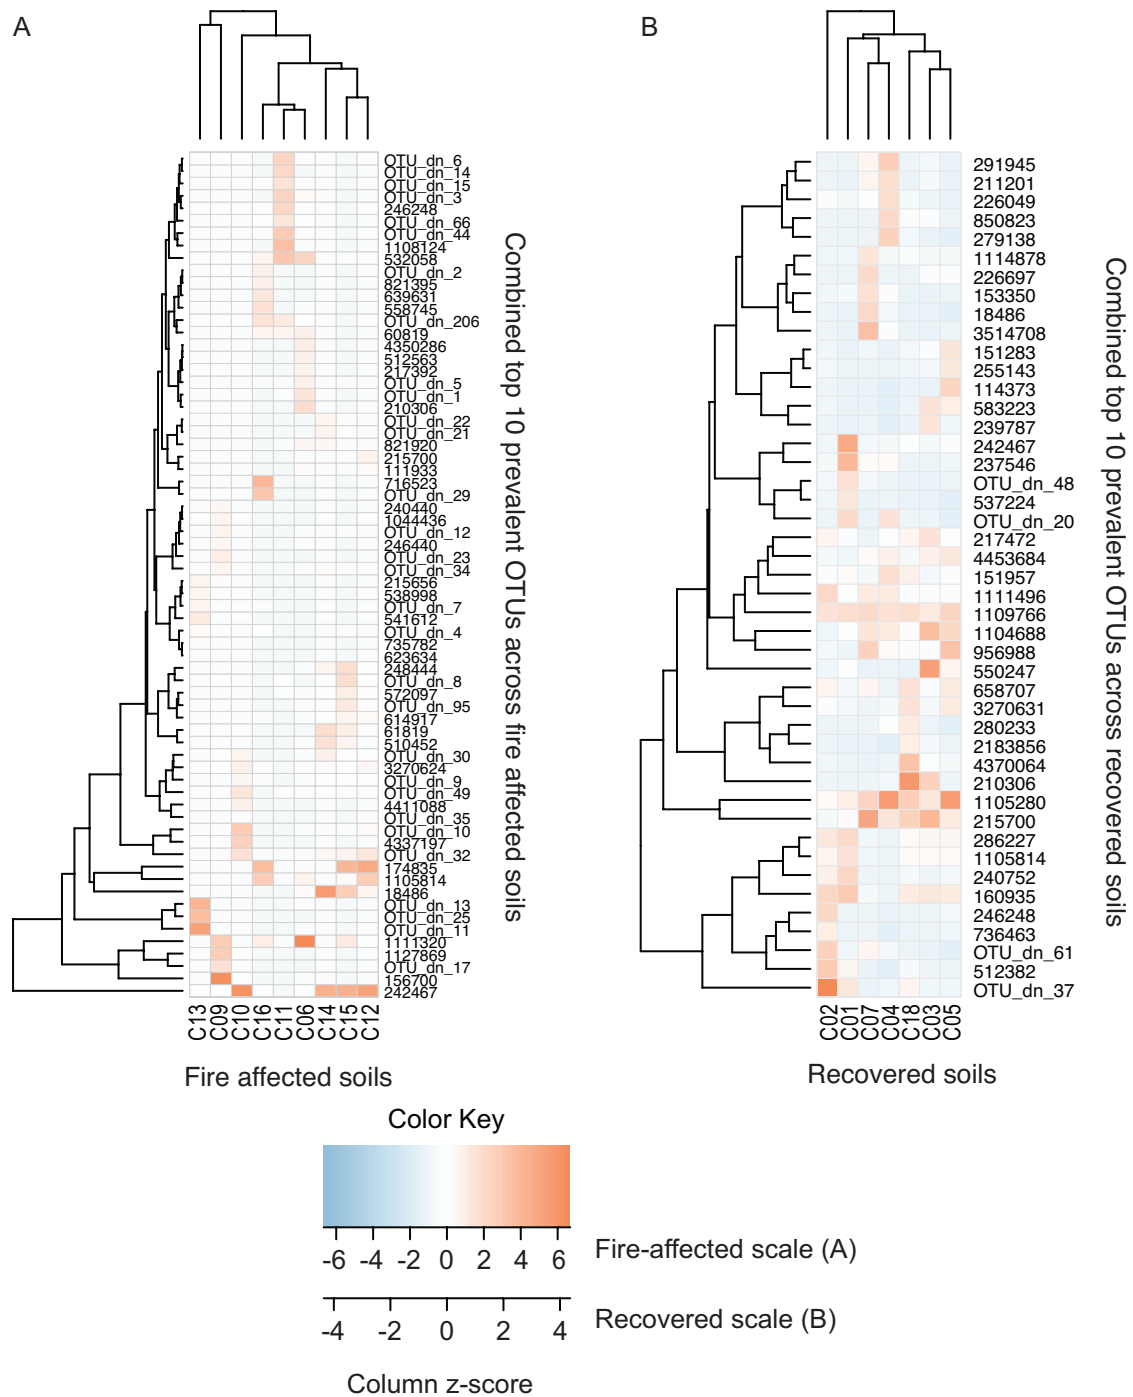 A
OTU_dn_6
OTU_dn_14
OTU_dn_15
OTU_dn_3
246248
OTU_dn_66
OTU_dn_44
1108124
532058
OTU_dn_2
821395
639631
558745
OTU_dn_206
60819
4350286
512563
217392
OTU_dn_5
OTU_dn_1
210306
OTU_dn_22
OTU_dn_21
821920
215700
111933
716523
OTU_dn_29
240440
1044436
OTU_dn_12
246440
OTU_dn_23
OTU_dn_34
215656
538998
OTU_dn_7
541612
OTU_dn_4
735782
623634
248444
OTU_dn_8
572097
OTU_dn_95
614917
61819
510452
OTU_dn_30
3270624
OTU_dn_9
OTU_dn_49
4411088
OTU_dn_35
OTU_dn_10
4337197
OTU_dn_32
174835
1105814
18486
OTU_dn_13
OTU_dn_25
OTU_dn_11
1111320
1127869
OTU_dn_17
156700
242467
Combined top 10 prevalent OTUs across fire affected soils
C13
C09
C10
C16
C11
C06
C14
C15
C12
Fire affected soils
B
291945
211201
226049
850823
279138
1114878
226697
153350
18486
3514708
151283
255143
114373
583223
239787
242467
237546
OTU_dn_48
537224
OTU_dn_20
217472
4453684
151957
1111496
1109766
1104688
956988
550247
658707
3270631
280233
2183856
4370064
210306
1105280
215700
286227
1105814
240752
160935
246248
736463
OTU_dn_61
512382
OTU_dn_37
Combined top 10 prevalent OTUs across recovered soils
C02
C01
C07
C04
C18
C03
C05
Recovered soils
Color Key
-6 -4 -2 0 2 4 6
Fire-affected scale (A)
-4 -2 0 2 4
Recovered scale (B)
Column z-score